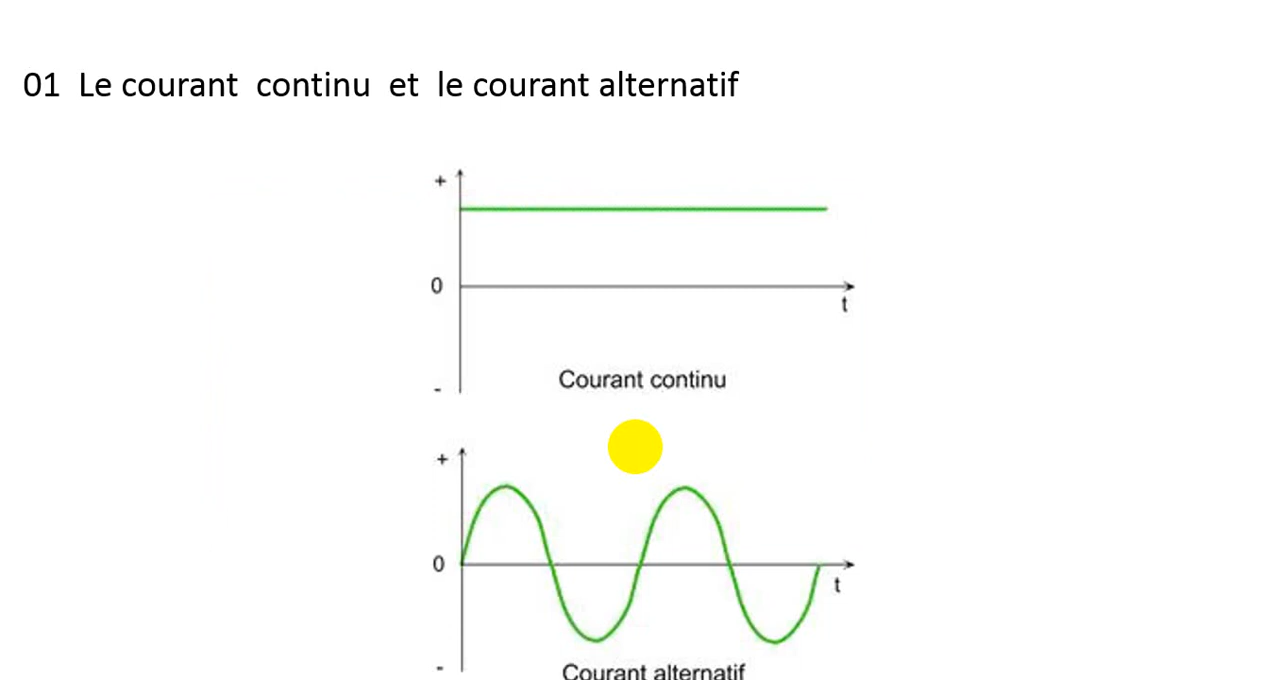 01 Le courant continu et le courant alternatif
+
0
t
-
Courant continu
+
0
t
-
Courant alternatif